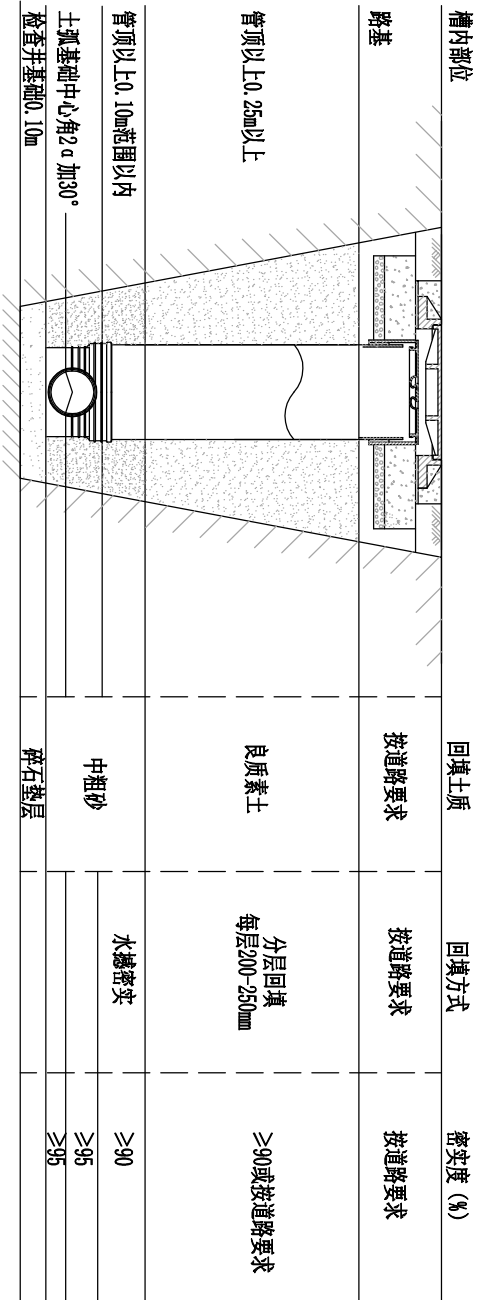 槽内部位
回填土质
回填方式
密实度（%）
路基
按道路要求
按道路要求
按道路要求
管顶以上0.25m以上
良质素土
分层回填
每层200-250mm
≥90或按道路要求
管顶以上0.10m范围以内
中粗砂
水撼密实
≥90
≥95
土弧基础中心角2α加30°
≥95
检查井基础0.10m
碎石垫层